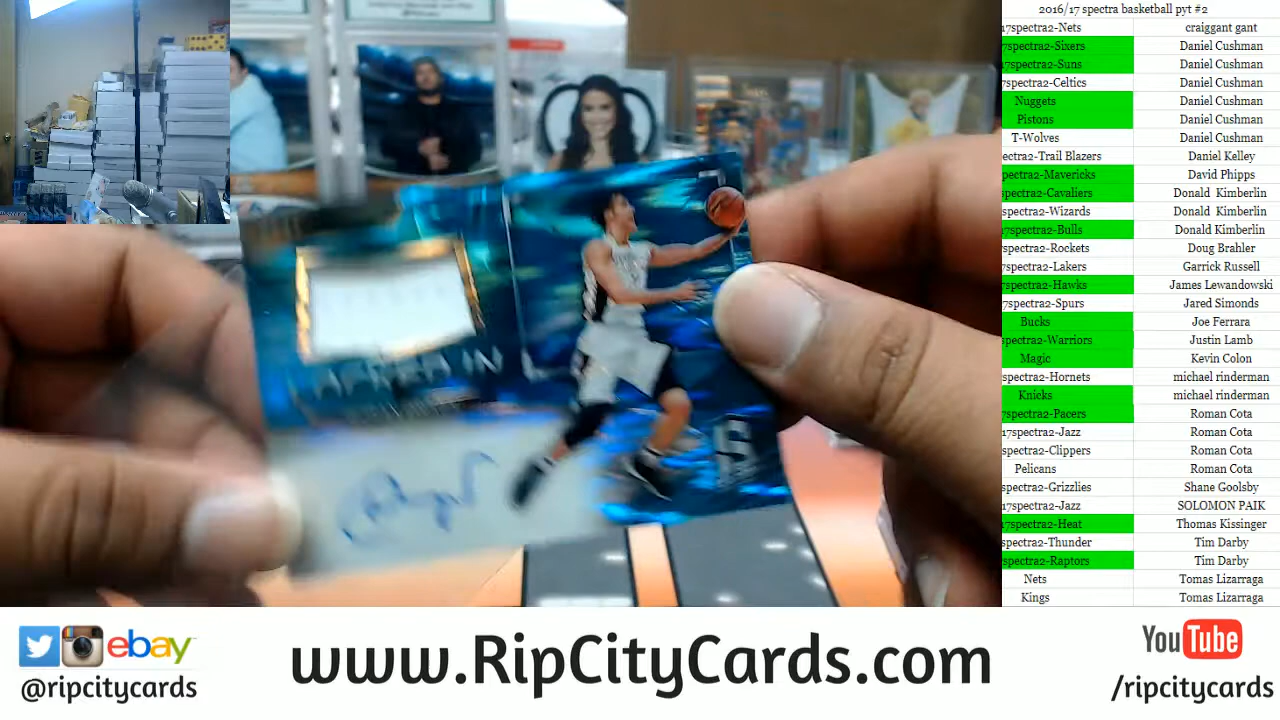 2016/17 spectra basketball pyt #2
17spectra2-Nets craiggant gant
7spectra2-Sixers Daniel Cushman
7spectra2-Suns Daniel Cushman
7spectra2-Celtics Daniel Cushman
Nuggets Daniel Cushman
Pistons Daniel Cushman
T-Wolves Daniel Cushman
ectra2-Trail Blazers Daniel Kelley
pectra2-Mavericks David Phipps
spectra2-Cavaliers Donald Kimberlin
spectra2-Wizards Donald Kimberlin
7spectra2-Bulls Donald Kimberlin
spectra2-Rockets Doug Brahler
7spectra2-Lakers Garrick Russell
7spectra2-Hawks James Lewandowski
7spectra2-Spurs Jared Simonds
Bucks Joe Ferrara
spectra2-Warriors Justin Lamb
Magic Kevin Colon
spectra2-Hornets michael rinderman
Knicks michael rinderman
7spectra2-Pacers Roman Cota
17spectra2-Jazz Roman Cota
spectra2-Clippers Roman Cota
Pelicans Roman Cota
spectra2-Grizzlies Shane Goolsby
17spectra2-Jazz SOLOMON PAIK
17spectra2-Heat Thomas Kissinger
spectra2-Thunder Tim Darby
spectra2-Raptors Tim Darby
Nets Tomas Lizarraga
Kings Tomas Lizarraga
ebay
@ripcitycards
www.RipCityCards.com
YouTube
/ripcitycards